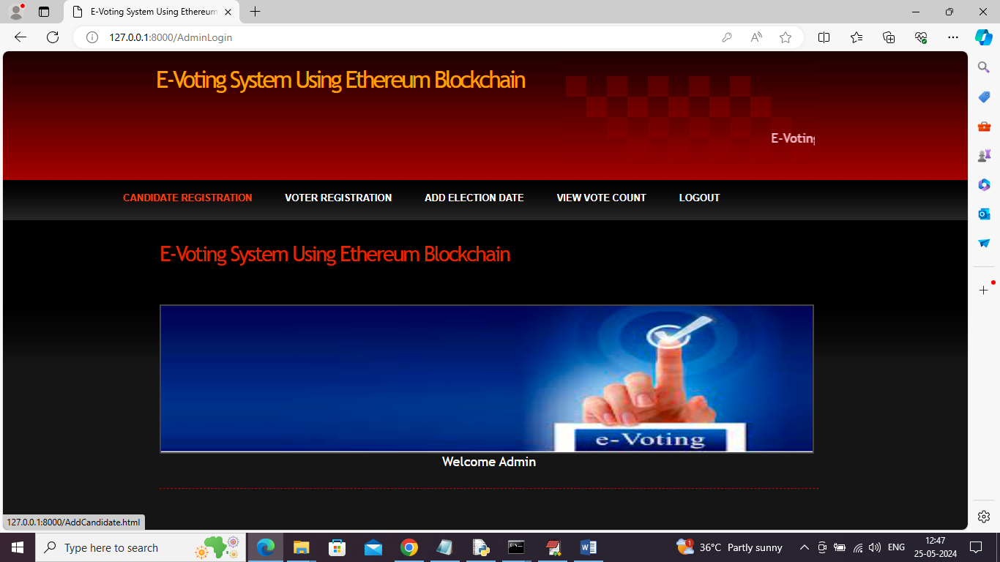 E-Voting System Using Ethereum
127.0.0.1:8000/AdminLogin
E-Voting System Using Ethereum Blockchain
E-Voting
CANDIDATE REGISTRATION VOTER REGISTRATION ADD ELECTION DATE VIEW VOTE COUNT LOGOUT
E-Voting System Using Ethereum Blockchain
e-Voting
Welcome Admin
127.0.0.1:8000/AddCandidate.html
Type here to search
1
36°C Partly sunny
ENG
12:47
25-05-2024